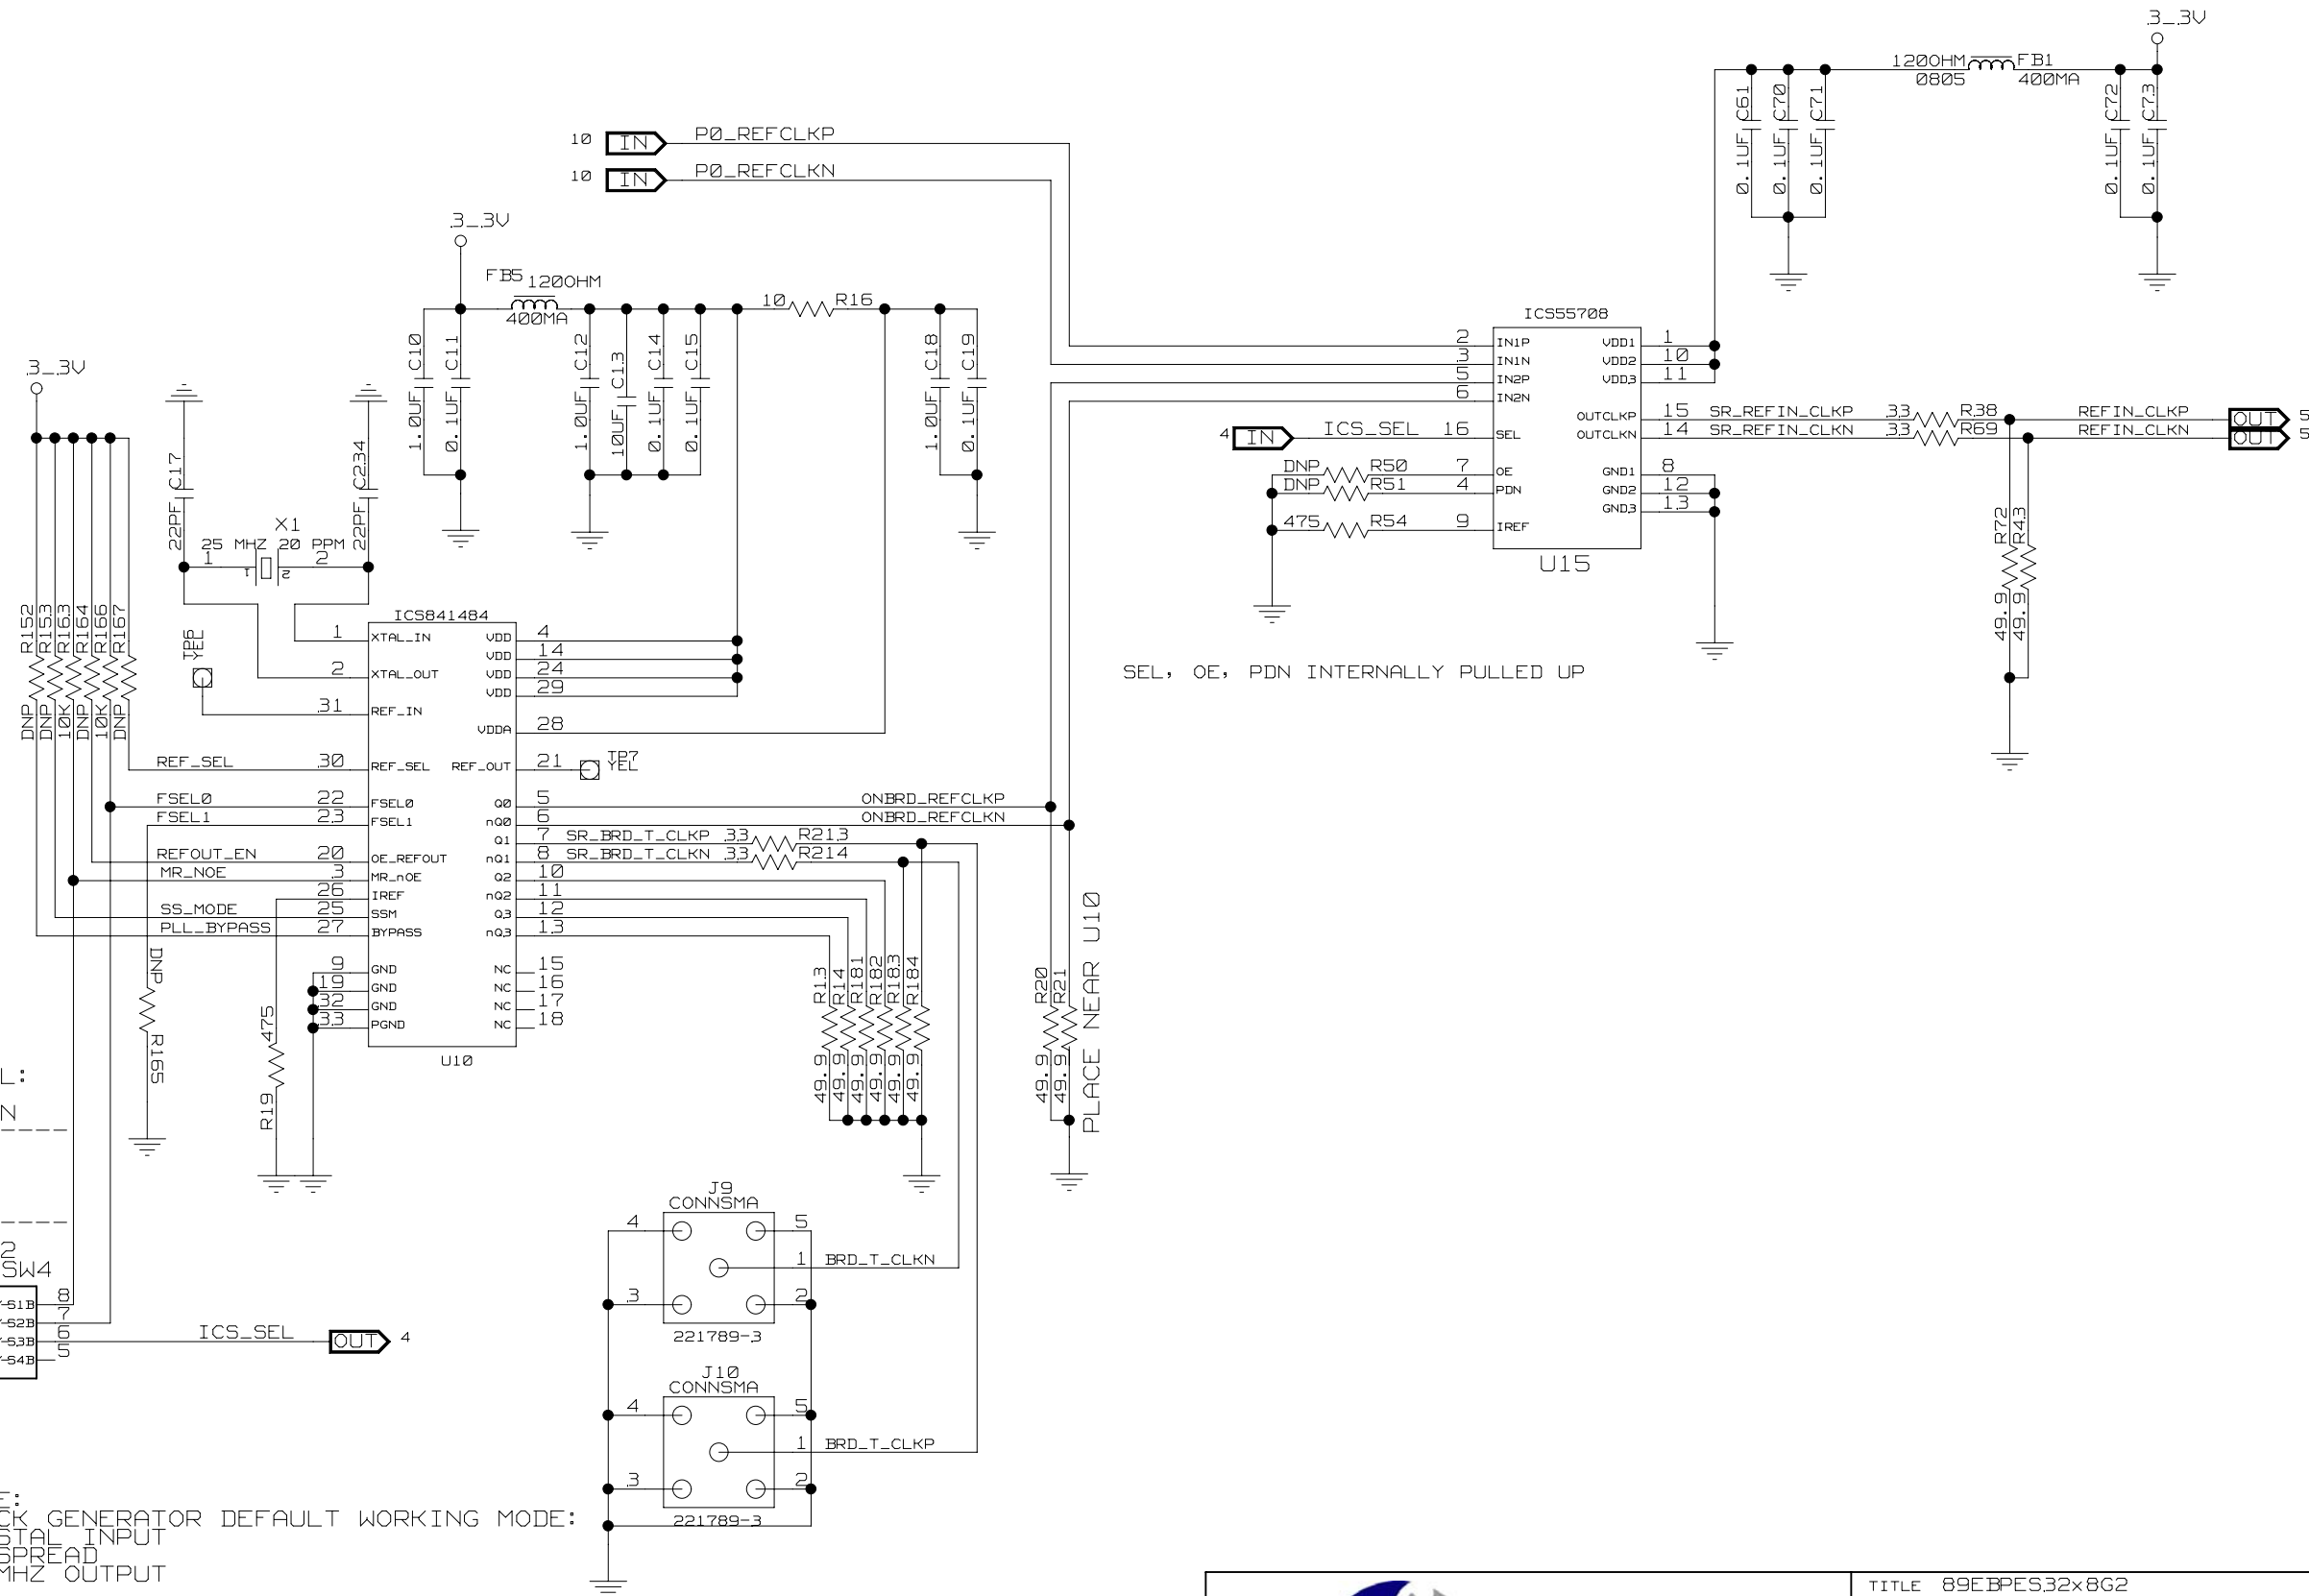 3_3V
120OHM FB1
0805 400MA
0.1UF C61
0.1UF C70
0.1UF C71
0.1UF C72
0.1UF C73
10 IN P0_REFCLKP
10 IN P0_REFCLKN
3_3V
FB5 120OHM
400MA
10 R16
1.0UF C10
0.1UF C11
1.0UF C12
10UF C13
0.1UF C14
0.1UF C15
1.0UF C18
0.1UF C19
3_3V
22PF C17
22PF C234
X1
25 MHZ 20 PPM
1 2
1 2
DNP R152
DNP R153
10K R163
DNP R164
10K R166
DNP R167
TP6
YEL
ICS55708
2 IN1P VDD1 1
3 IN1N VDD2 10
5 IN2P VDD3 11
6 IN2N
OUTCLKP 15 SR_REFIN_CLKP 33 R38 REFIN_CLKP OUT 5
4 IN ICS_SEL 16 SEL OUTCLKN 14 SR_REFIN_CLKN 33 R69 REFIN_CLKN OUT 5
DNP R50 7 OE GND1 8
DNP R51 4 PDN GND2 12
GND3 13
475 R54 9 IREF
U15
49.9 R72
49.9 R43
SEL, OE, PDN INTERNALLY PULLED UP
ICS841484
1 XTAL_IN VDD 4
VDD 14
2 XTAL_OUT VDD 24
VDD 29
31 REF_IN
VDDA 28
REF_SEL 30 REF_SEL REF_OUT 21 TP7
YEL
FSEL0 22 FSEL0 Q0 5 ONBRD_REFCLKP
FSEL1 23 FSEL1 nQ0 6 ONBRD_REFCLKN
Q1 7 SR_BRD_T_CLKP 33 R213
REFOUT_EN 20 OE_REFOUT nQ1 8 SR_BRD_T_CLKN 33 R214
MR_NOE 3 MR_nOE Q2 10
26 IREF nQ2 11
SS_MODE 25 SSM Q3 12
PLL_BYPASS 27 BYPASS nQ3 13
9 GND NC 15
19 GND NC 16
32 GND NC 17
33 PGND NC 18
U10
DNP R165
R19 475
49.9 R13
49.9 R14
49.9 R181
49.9 R182
49.9 R183
49.9 R184
49.9 R20
49.9 R21
PLACE NEAR U10
L:
N
-----
-----
2
SW4
S1B 8
S2B 7
S3B 6 ICS_SEL OUT 4
S4B 5
J9
CONNSMA
4 5
1 BRD_T_CLKN
3 2
221789-3
J10
CONNSMA
4 5
1 BRD_T_CLKP
3 2
221789-3
E:
CK GENERATOR DEFAULT WORKING MODE:
STAL INPUT
SPREAD
MHZ OUTPUT
TITLE 89EBPES32x8G2